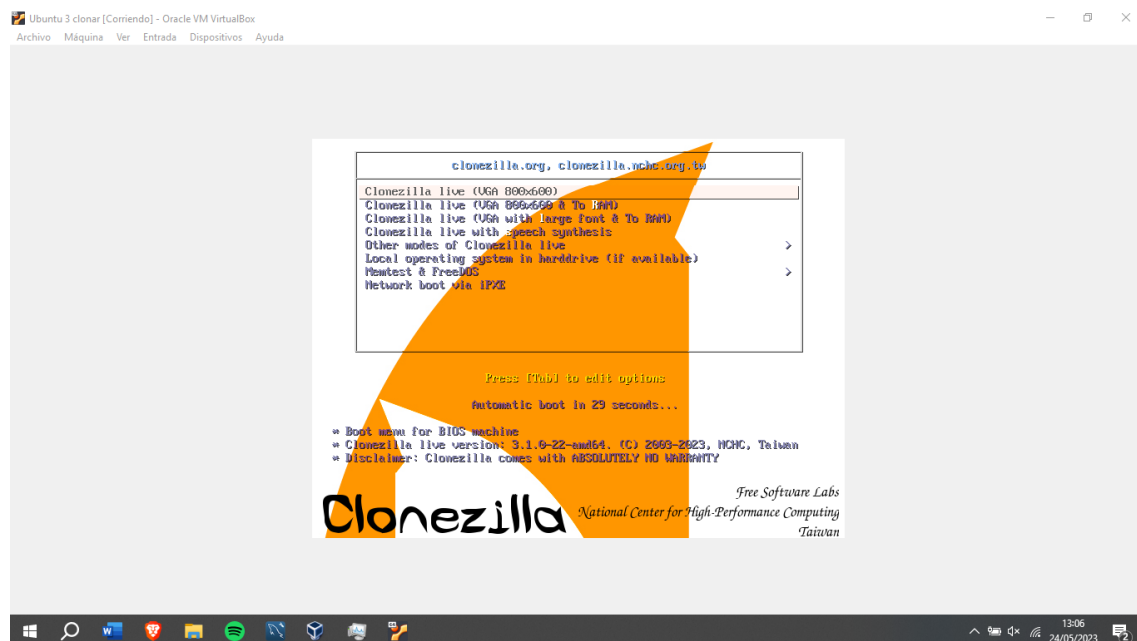 Ubuntu 3 clonar [Corriendo] - Oracle VM VirtualBox
Archivo Máquina Ver Entrada Dispositivos Ayuda
clonezilla.org, clonezilla.nchc.org.tw
Clonezilla live (VGA 800x600)
Clonezilla live (VGA 800x600 & To RAM)
Clonezilla live (VGA with large font & To RAM)
Clonezilla live with speech synthesis
Other modes of Clonezilla live >
Local operating system in harddrive (if available)
Memtest & FreeDOS >
Network boot via iPXE
Press [Tab] to edit options
Automatic boot in 29 seconds...
* Boot menu for BIOS machine
* Clonezilla live version: 3.1.0-22-amd64. (C) 2003-2023, NCHC, Taiwan
* Disclaimer: Clonezilla comes with ABSOLUTELY NO WARRANTY
Free Software Labs
Clonezilla National Center for High-Performance Computing
Taiwan
13:06
24/05/2023
2